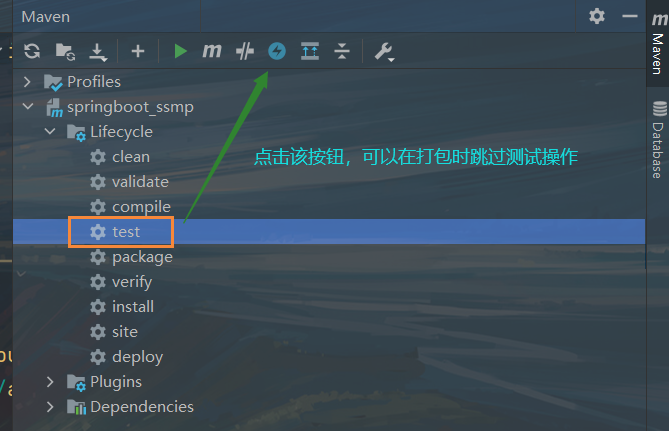 Maven
m
m
Maven
Database
Profiles
springboot_ssmp
Lifecycle
clean
点击该按钮，可以在打包时跳过测试操作
validate
compile
test
package
verify
install
site
deploy
Plugins
Dependencies